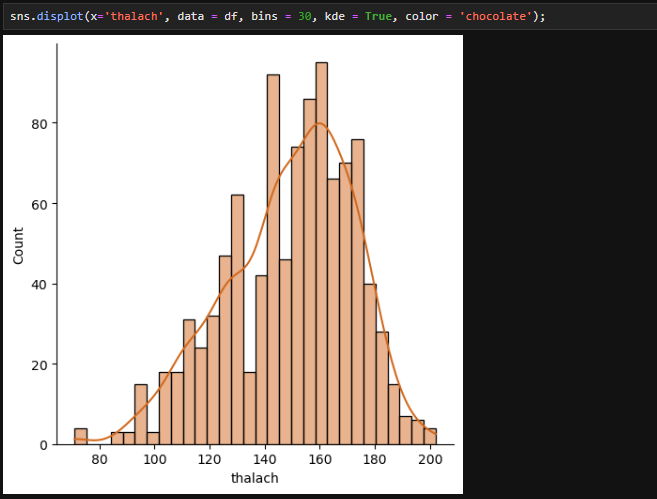 sns.displot(x='thalach', data = df, bins = 30, kde = True, color = 'chocolate');
80
60
40
20
0
Count
80 100 120 140 160 180 200
thalach